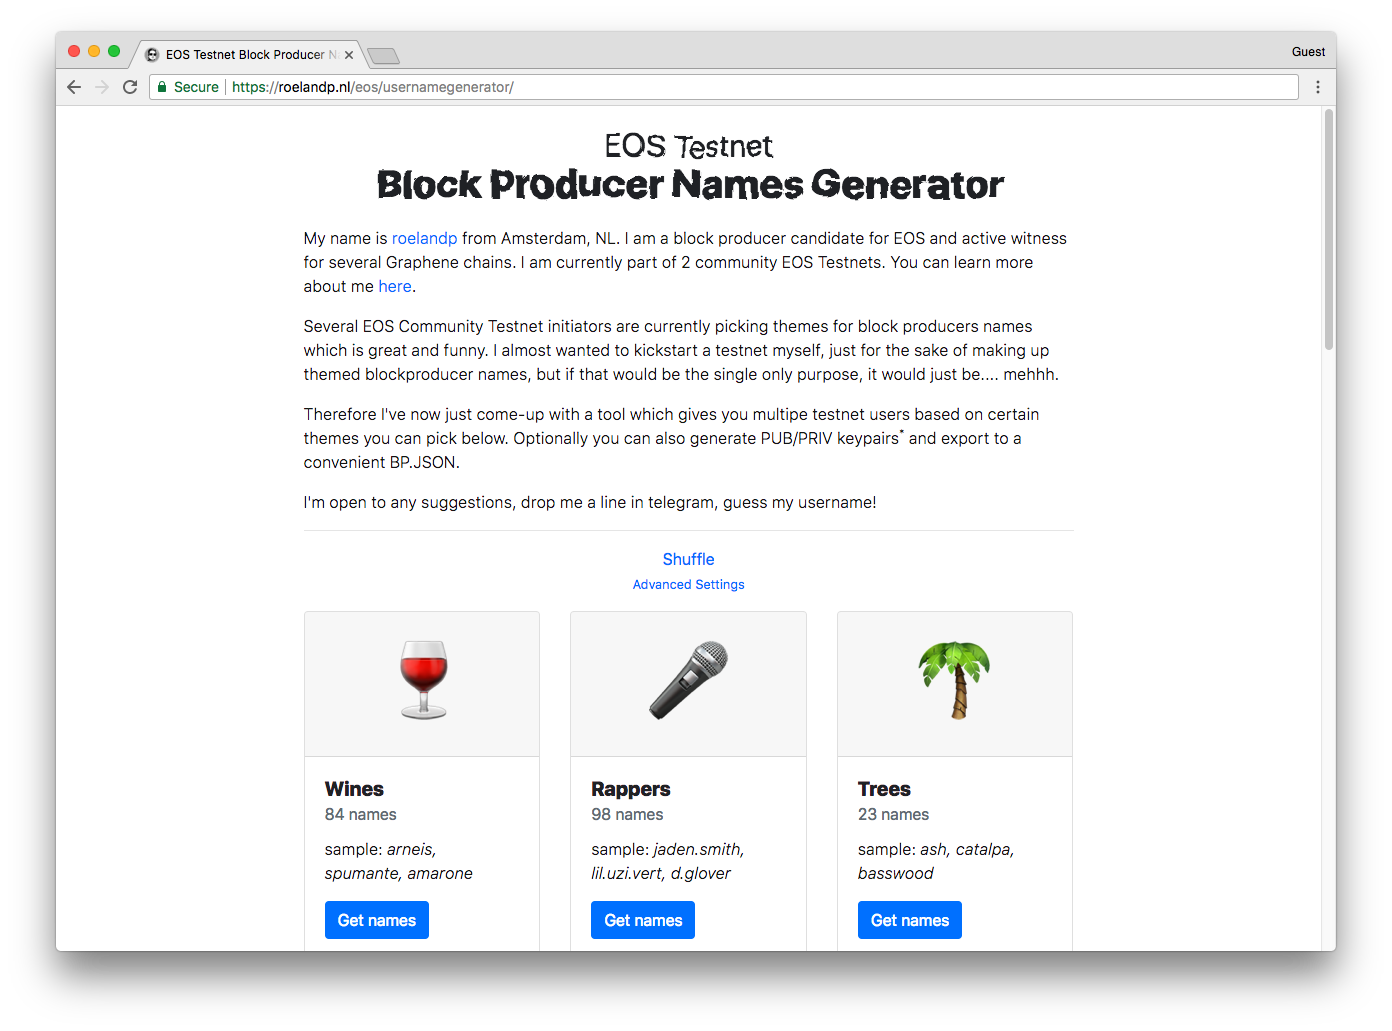 EOS Testnet Block Producer N
Guest
Secure
https://roelandp.nl/eos/usernamegenerator/
EOS Testnet
Block Producer Names Generator
My name is roelandp from Amsterdam, NL. I am a block producer candidate for EOS and active witness
for several Graphene chains. I am currently part of 2 community EOS Testnets. You can learn more
about me here.
Several EOS Community Testnet initiators are currently picking themes for block producers names
which is great and funny. I almost wanted to kickstart a testnet myself, just for the sake of making up
themed blockproducer names, but if that would be the single only purpose, it would just be.... mehhh.
Therefore I've now just come-up with a tool which gives you multipe testnet users based on certain
themes you can pick below. Optionally you can also generate PUB/PRIV keypairs* and export to a
convenient BP.JSON.
I'm open to any suggestions, drop me a line in telegram, guess my username!
Shuffle
Advanced Settings
Wines
84 names
sample: arneis,
spumante, amarone
Get names
Rappers
98 names
sample: jaden.smith,
lil.uzi.vert, d.glover
Get names
Trees
23 names
sample: ash, catalpa,
basswood
Get names